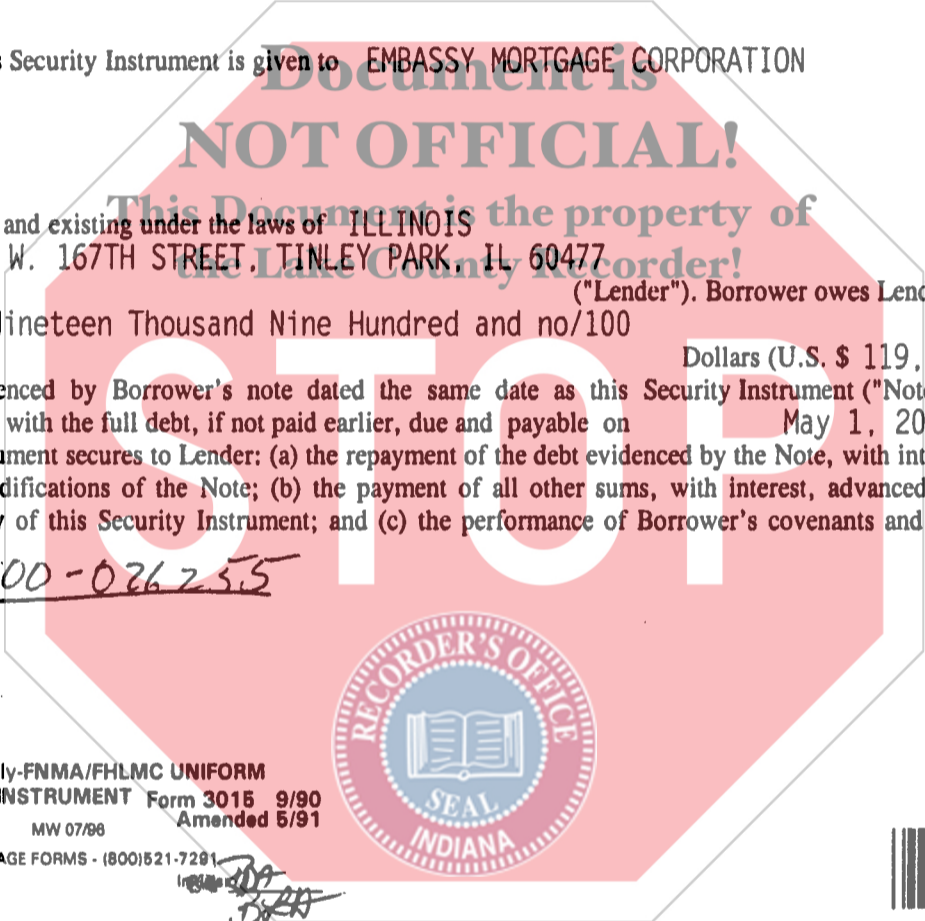 s Security Instrument is given to EMBASSY MORTGAGE CORPORATION
Document is
NOT OFFICIAL!
This Document is the property of
the Lake County Recorder!
and existing under the laws of ILLINOIS
W. 167TH STREET, TINLEY PARK, IL 60477
("Lender"). Borrower owes Lend
ineteen Thousand Nine Hundred and no/100
Dollars (U.S. $ 119,
enced by Borrower's note dated the same date as this Security Instrument ("Not
with the full debt, if not paid earlier, due and payable on May 1, 20
ument secures to Lender: (a) the repayment of the debt evidenced by the Note, with int
difications of the Note; (b) the payment of all other sums, with interest, advanced
of this Security Instrument; and (c) the performance of Borrower's covenants and
STOP
00-026255
RECORDER'S OFFICE
SEAL
INDIANA
ly-FNMA/FHLMC UNIFORM
INSTRUMENT Form 3015 9/90
Amended 5/91
MW 07/96
AGE FORMS - (800)521-7291